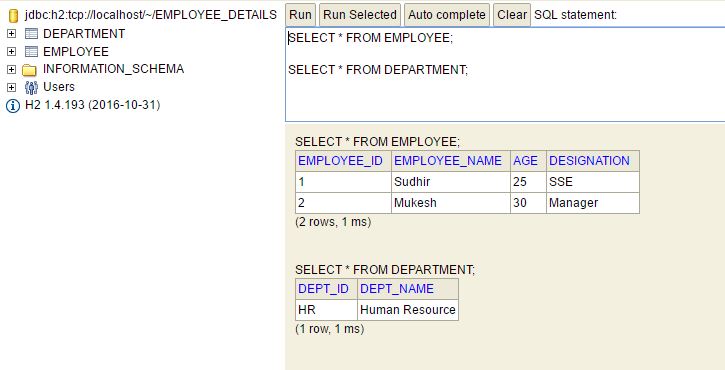 jdbc:h2:tcp://localhost/~/EMPLOYEE_DETAILS
DEPARTMENT
EMPLOYEE
INFORMATION_SCHEMA
Users
H2 1.4.193 (2016-10-31)
Run Run Selected Auto complete Clear SQL statement:
SELECT * FROM EMPLOYEE;
SELECT * FROM DEPARTMENT;
SELECT * FROM EMPLOYEE;
EMPLOYEE_ID EMPLOYEE_NAME AGE DESIGNATION
1 Sudhir 25 SSE
2 Mukesh 30 Manager
(2 rows, 1 ms)
SELECT * FROM DEPARTMENT;
DEPT_ID DEPT_NAME
HR Human Resource
(1 row, 1 ms)